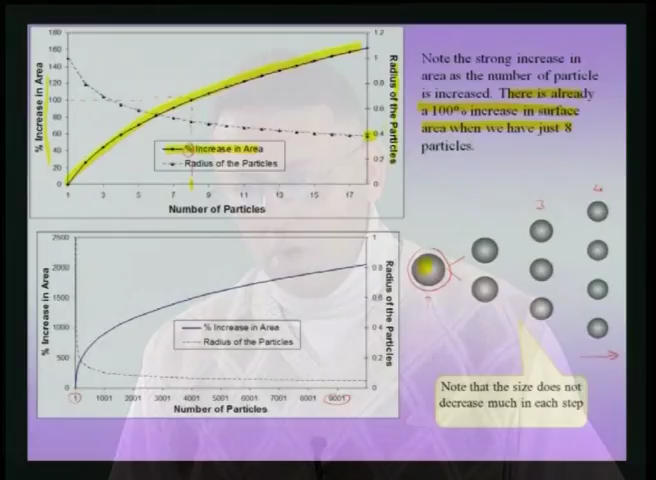 180
160
140
120
100
80
60
40
20
0
% Increase in Area
1.2
1
0.8
0.6
0.4
0.2
0
Radius of the Particles
% Increase in Area
Radius of the Particles
1 3 5 7 9 11 13 15 17
Number of Particles
Note the strong increase in
area as the number of particle
is increased. There is already
a 100% increase in surface
area when we have just 8
particles.
2500
2000
1500
1000
500
0
% Increase in Area
1
0.8
0.6
0.4
0.2
0
Radius of the Particles
% Increase in Area
Radius of the Particles
1 1001 2001 3001 4001 5001 6001 7001 8001 9001
Number of Particles
3
4
Note that the size does not
decrease much in each step